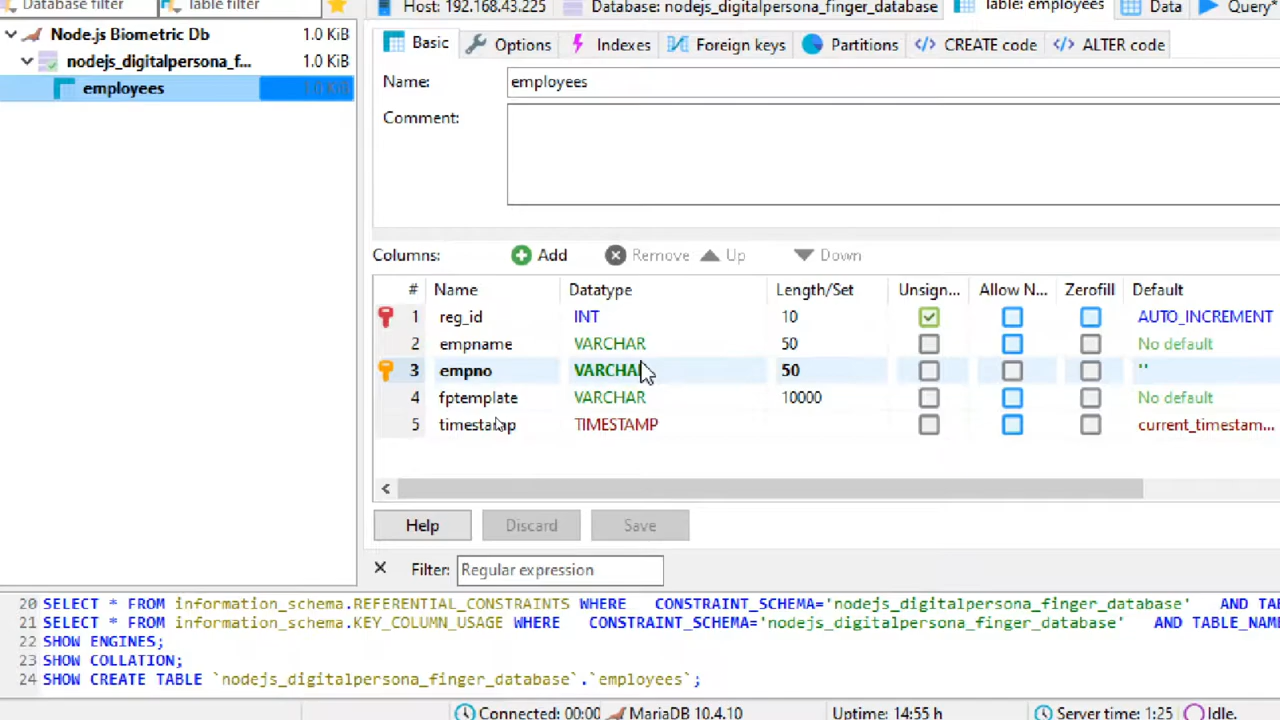 Database filter
Table filter
Host: 192.168.43.225
Database: nodejs_digitalpersona_finger_database
Table: employees
Data
Query*
Node.js Biometric Db 1.0 KiB
nodejs_digitalpersona_f... 1.0 KiB
employees 1.0 KiB
Basic Options Indexes Foreign keys Partitions CREATE code ALTER code
Name: employees
Comment:
Columns: Add Remove Up Down
# Name Datatype Length/Set Unsign... Allow N... Zerofill Default
1 reg_id INT 10 AUTO_INCREMENT
2 empname VARCHAR 50 No default
3 empno 50 ''
4 fptemplate VARCHAR 10000 No default
5 timestamp TIMESTAMP current_timestam...
Help Discard Save
Filter: Regular expression
20 SELECT * FROM information_schema.REFERENTIAL_CONSTRAINTS WHERE CONSTRAINT_SCHEMA='nodejs_digitalpersona_finger_database' AND TAB
21 SELECT * FROM information_schema.KEY_COLUMN_USAGE WHERE CONSTRAINT_SCHEMA='nodejs_digitalpersona_finger_database' AND TABLE_NAME
22 SHOW ENGINES;
23 SHOW COLLATION;
24 SHOW CREATE TABLE `nodejs_digitalpersona_finger_database`.`employees`;
Connected: 00:00 MariaDB 10.4.10 Uptime: 14:55 h Server time: 1:25 Idle.